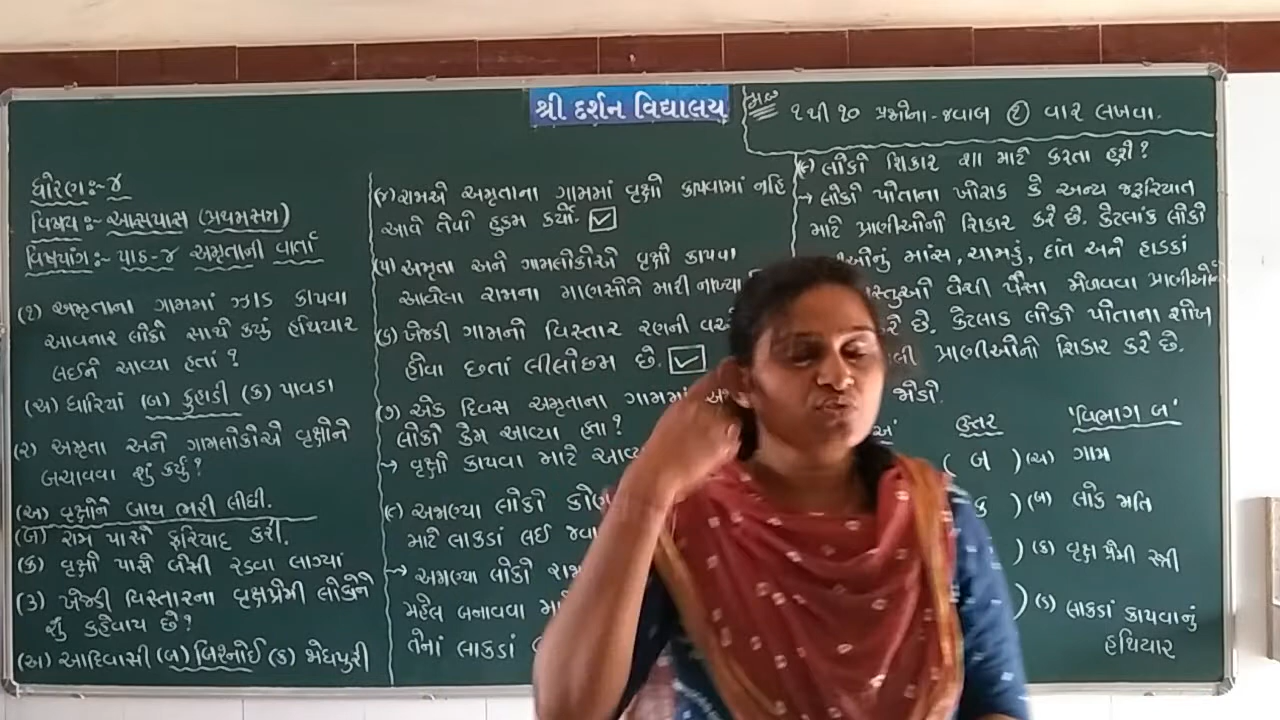 શ્રી દર્શન વિદ્યાલય
૧ થી ૧૦ પ્રશ્નોના-જવાબ ૨ વાર લખવા.
ધોરણઃ-૪
વિષયઃ- આસપાસ (પ્રથમસત્ર)
વિષયાંગઃ- પાઠ-૪ અમૃતાની વાર્તા
(૧) અમૃતાના ગામમાં ઝાડ કાપવા
આવનાર લોકો સાથે કયું હથિયાર
લઈને આવ્યા હતાં ?
(અ) ધારિયાં (બ) કુહાડી (ક) પાવડા
(૨) અમૃતા અને ગામલોકોએ વૃક્ષોને
બચાવવા શું કર્યું ?
(અ) વૃક્ષોને બાથ ભરી લીધી.
(બ) રામ પાસે ફરિયાદ કરી.
(ક) વૃક્ષો પાસે બેસી રડવા લાગ્યાં
(૩) ખેજડી વિસ્તારના વૃક્ષપ્રેમી લોકોને
શું કહેવાય છે ?
(અ) આદિવાસી (બ) બિશ્નોઈ (ક) મેઘપુરી
(૪) રામએ અમૃતાના ગામમાં વૃક્ષો કાપવામાં નહિ
આવે તેવો હુકમ કર્યો. ☑
(૫) અમૃતા અને ગામલોકોએ વૃક્ષો કાપવા
આવેલા રામના માણસોને મારી નાખ્યા
(૬) ખેજડી ગામનો વિસ્તાર રણની
હોવા છતાં લીલોછમ છે. ☑
(૭) એક દિવસ અમૃતાના ગામમાં
લોકો કેમ આવ્યા હતા ?
→ વૃક્ષો કાપવા માટે
(૮) અજાણ્યા લોકો
માટે લાકડાં લઈ
→ અજાણ્યા લોકો
મહેલ બનાવવા
તેનાં લાકડાં
(૯) લોકો શિકાર શા માટે કરતા હશે ?
→ લોકો પોતાના ખોરાક કે અન્ય જરૂરિયાત
માટે પ્રાણીઓનો શિકાર કરે છે. કેટલાંક લોકો
માંસ, ચામડું, દાંત અને હાડકાં
વેચી પૈસા મેળવવા
છે. કેટલાક લોકો પોતાના શોખ
પ્રાણીઓનો શિકાર કરે છે.
જોડો.
ઉત્તર 'વિભાગ બ'
( બ ) (અ) ગામ
ક ) (બ) લોક મતિ
) (ક) વૃક્ષ પ્રેમી સ્ત્રી
) (ડ) લાકડાં કાપવાનું
હથિયાર